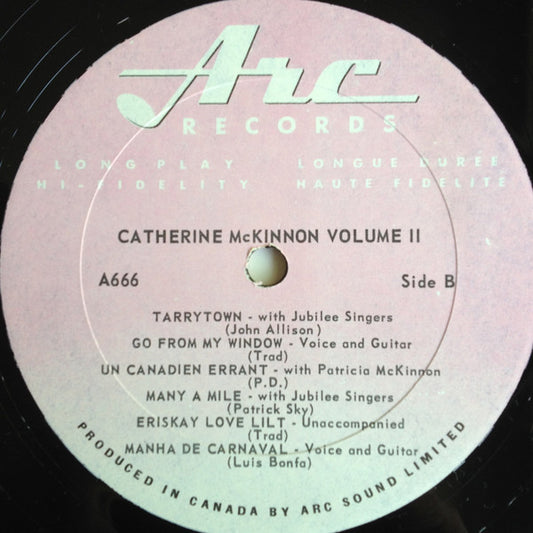 Arc
RECORDS
LONG PLAY LONGUE DURÉE
HI-FIDELITY HAUTE FIDELITÉ
CATHERINE McKINNON VOLUME II
A666 Side B
TARRYTOWN - with Jubilee Singers
(John Allison)
GO FROM MY WINDOW - Voice and Guitar
(Trad)
UN CANADIEN ERRANT - with Patricia McKinnon
(P.D.)
MANY A MILE - with Jubilee Singers
(Patrick Sky)
ERISKAY LOVE LILT - Unaccompanied
(Trad)
MANHA DE CARNAVAL - Voice and Guitar
(Luis Bonfa)
PRODUCED IN CANADA BY ARC SOUND LIMITED